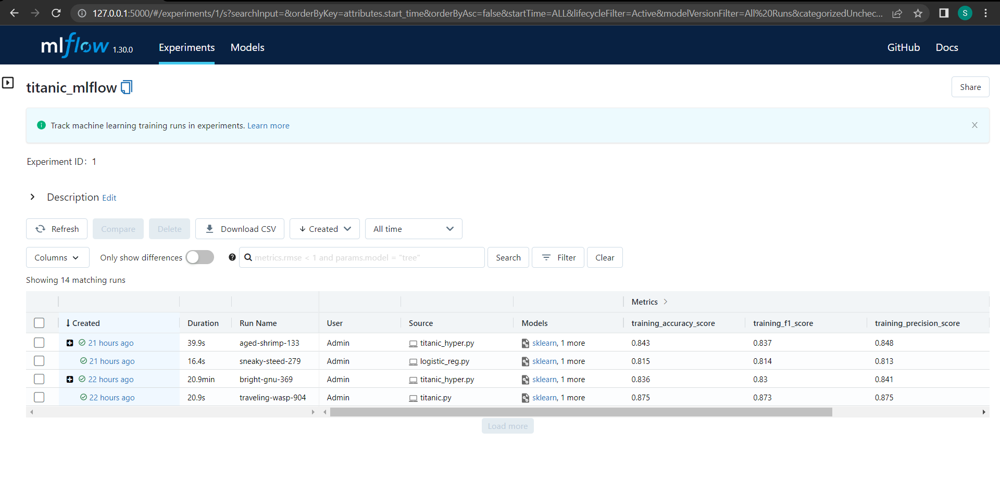 127.0.0.1:5000/#/experiments/1/s?searchInput=&orderByKey=attributes.start_time&orderByAsc=false&startTime=ALL&lifecycleFilter=Active&modelVersionFilter=All%20Runs&categorizedUnchec... S
mlflow 1.30.0 Experiments Models GitHub Docs
titanic_mlflow Share
Track machine learning training runs in experiments. Learn more
Experiment ID: 1
Description Edit
Refresh Compare Delete Download CSV Created All time
Columns Only show differences metrics.rmse < 1 and params.model = "tree" Search Filter Clear
Showing 14 matching runs
Metrics
Created Duration Run Name User Source Models training_accuracy_score training_f1_score training_precision_score
21 hours ago 39.9s aged-shrimp-133 Admin titanic_hyper.py sklearn, 1 more 0.843 0.837 0.848
21 hours ago 16.4s sneaky-steed-279 Admin logistic_reg.py sklearn, 1 more 0.815 0.814 0.813
22 hours ago 20.9min bright-gnu-369 Admin titanic_hyper.py sklearn, 1 more 0.836 0.83 0.841
22 hours ago 20.9s traveling-wasp-904 Admin titanic.py sklearn, 1 more 0.875 0.873 0.875
Load more